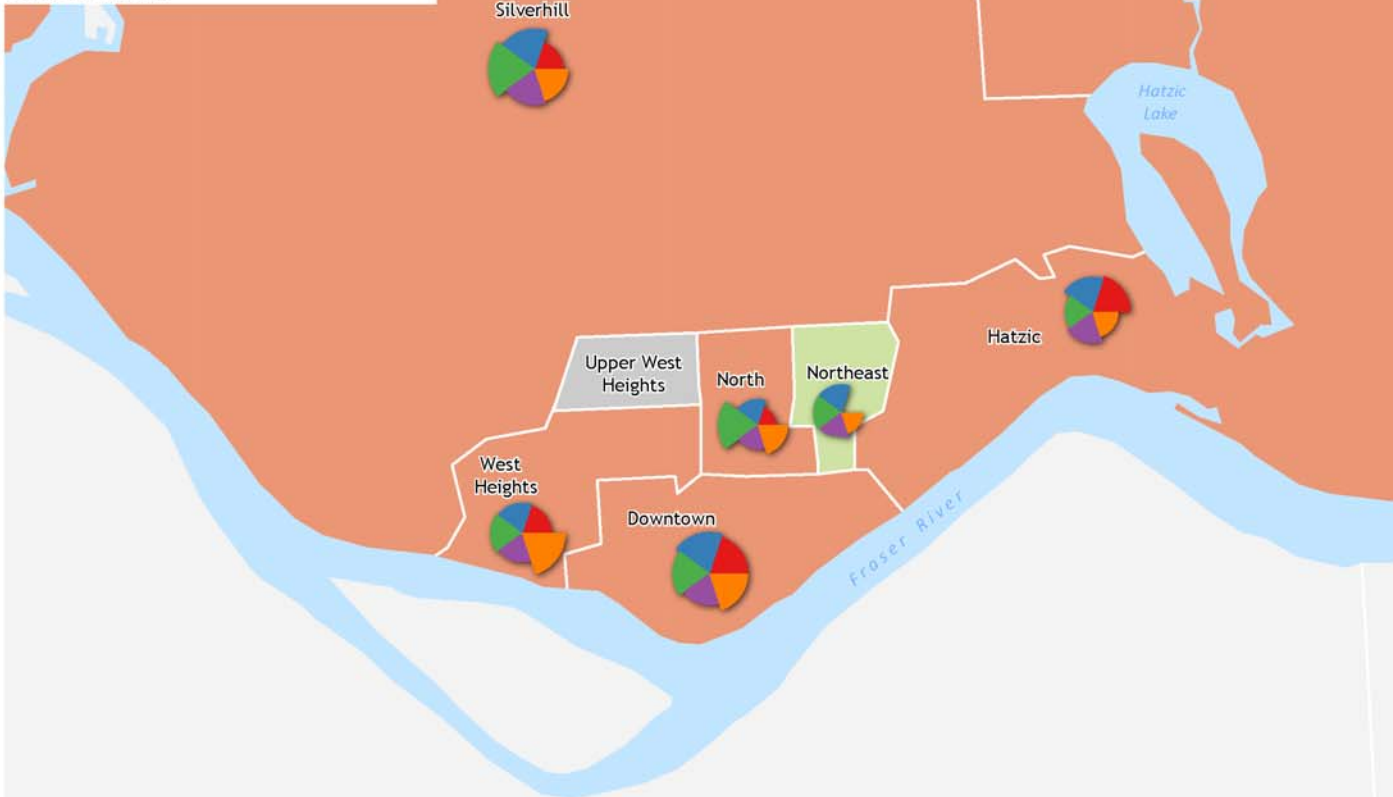 Silverhill
Hatzic
Lake
Hatzic
Upper West
Heights
North
Northeast
West
Heights
Downtown
Fraser River